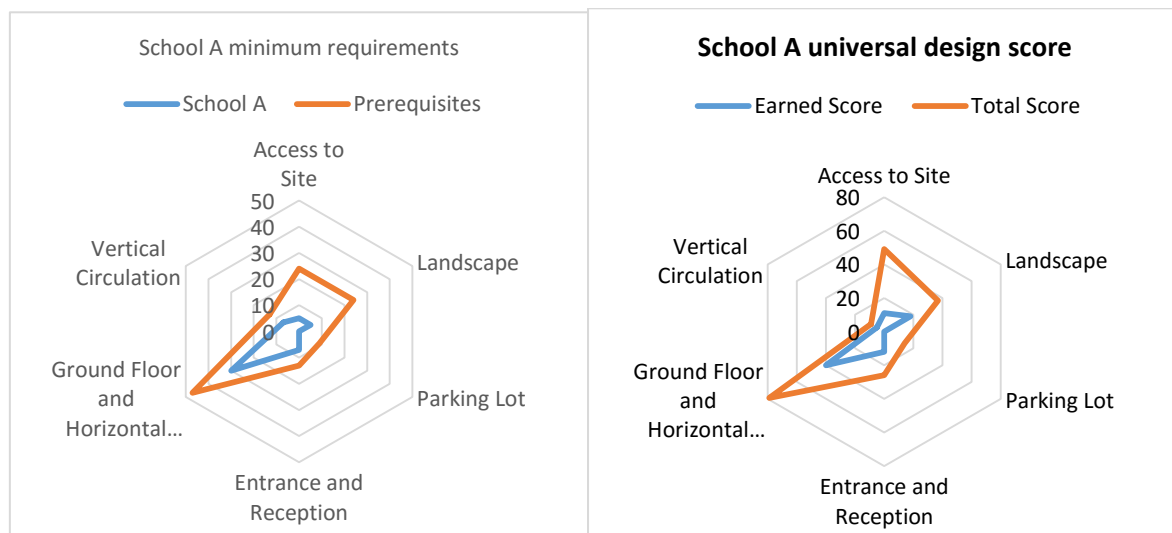 School A minimum requirements
School A
Prerequisites
Access to
Site
50
40
30
20
10
0
Landscape
Parking Lot
Entrance and
Reception
Ground Floor
and
Horizontal...
Vertical
Circulation
School A universal design score
Earned Score
Total Score
Access to Site
80
60
40
20
0
Landscape
Parking Lot
Entrance and
Reception
Ground Floor
and
Horizontal...
Vertical
Circulation